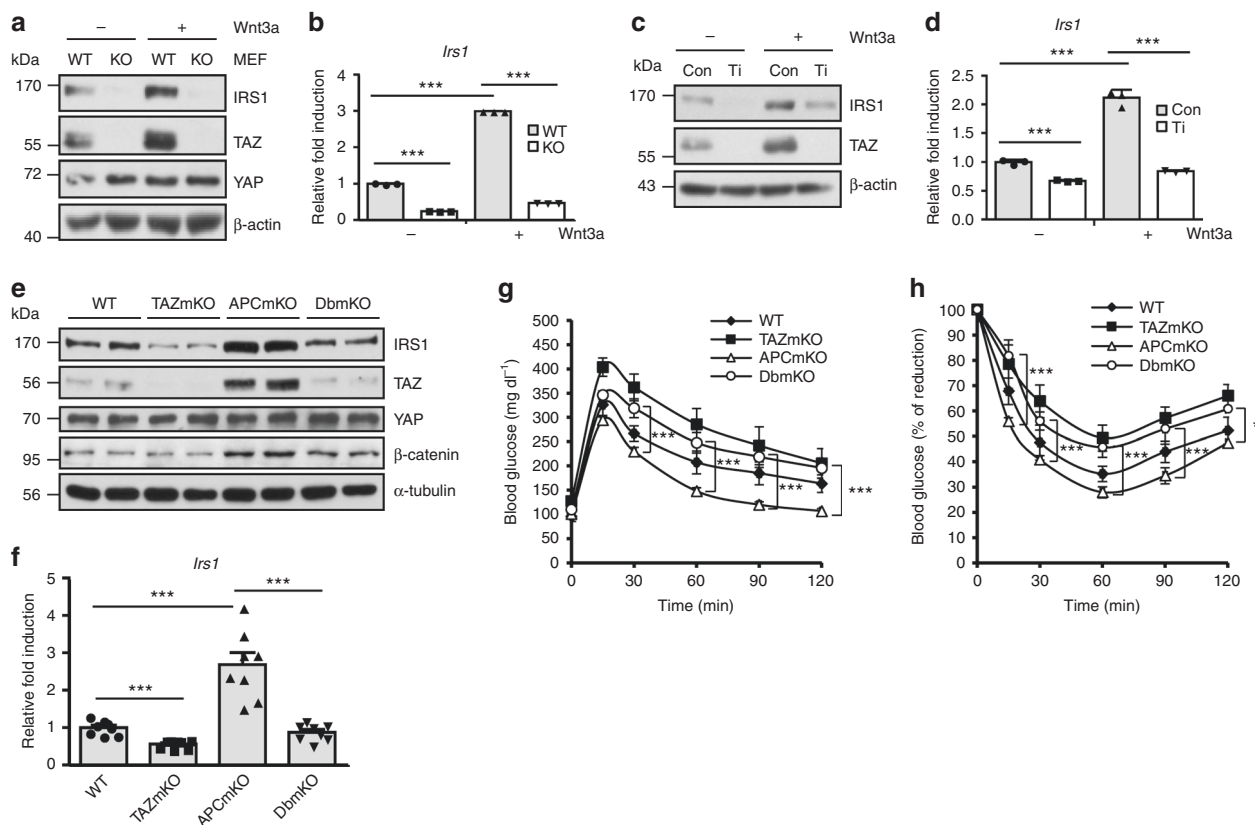 a
– + Wnt3a
kDa WT KO WT KO MEF
170 IRS1
55 TAZ
72 YAP
40 β-actin
b
Irs1
Relative fold induction
4
3
2
1
0
***
***
***
WT
KO
– + Wnt3a
c
– + Wnt3a
kDa Con Ti Con Ti
170 IRS1
55 TAZ
43 β-actin
d
Irs1
Relative fold induction
2.5
2.0
1.5
1.0
0.5
0.0
***
***
***
Con
Ti
– + Wnt3a
e
WT TAZmKO APCmKO DbmKO
kDa
170 IRS1
56 TAZ
70 YAP
95 β-catenin
56 α-tubulin
f
Irs1
Relative fold induction
5
4
3
2
1
0
***
***
***
WT TAZmKO APCmKO DbmKO
g
Blood glucose (mg dl–1)
500
450
400
350
300
250
200
150
100
50
0
WT
TAZmKO
APCmKO
DbmKO
***
***
***
***
0 30 60 90 120
Time (min)
h
Blood glucose (% of reduction)
100
90
80
70
60
50
40
30
20
10
0
WT
TAZmKO
APCmKO
DbmKO
***
***
***
***
*
0 30 60 90 120
Time (min)